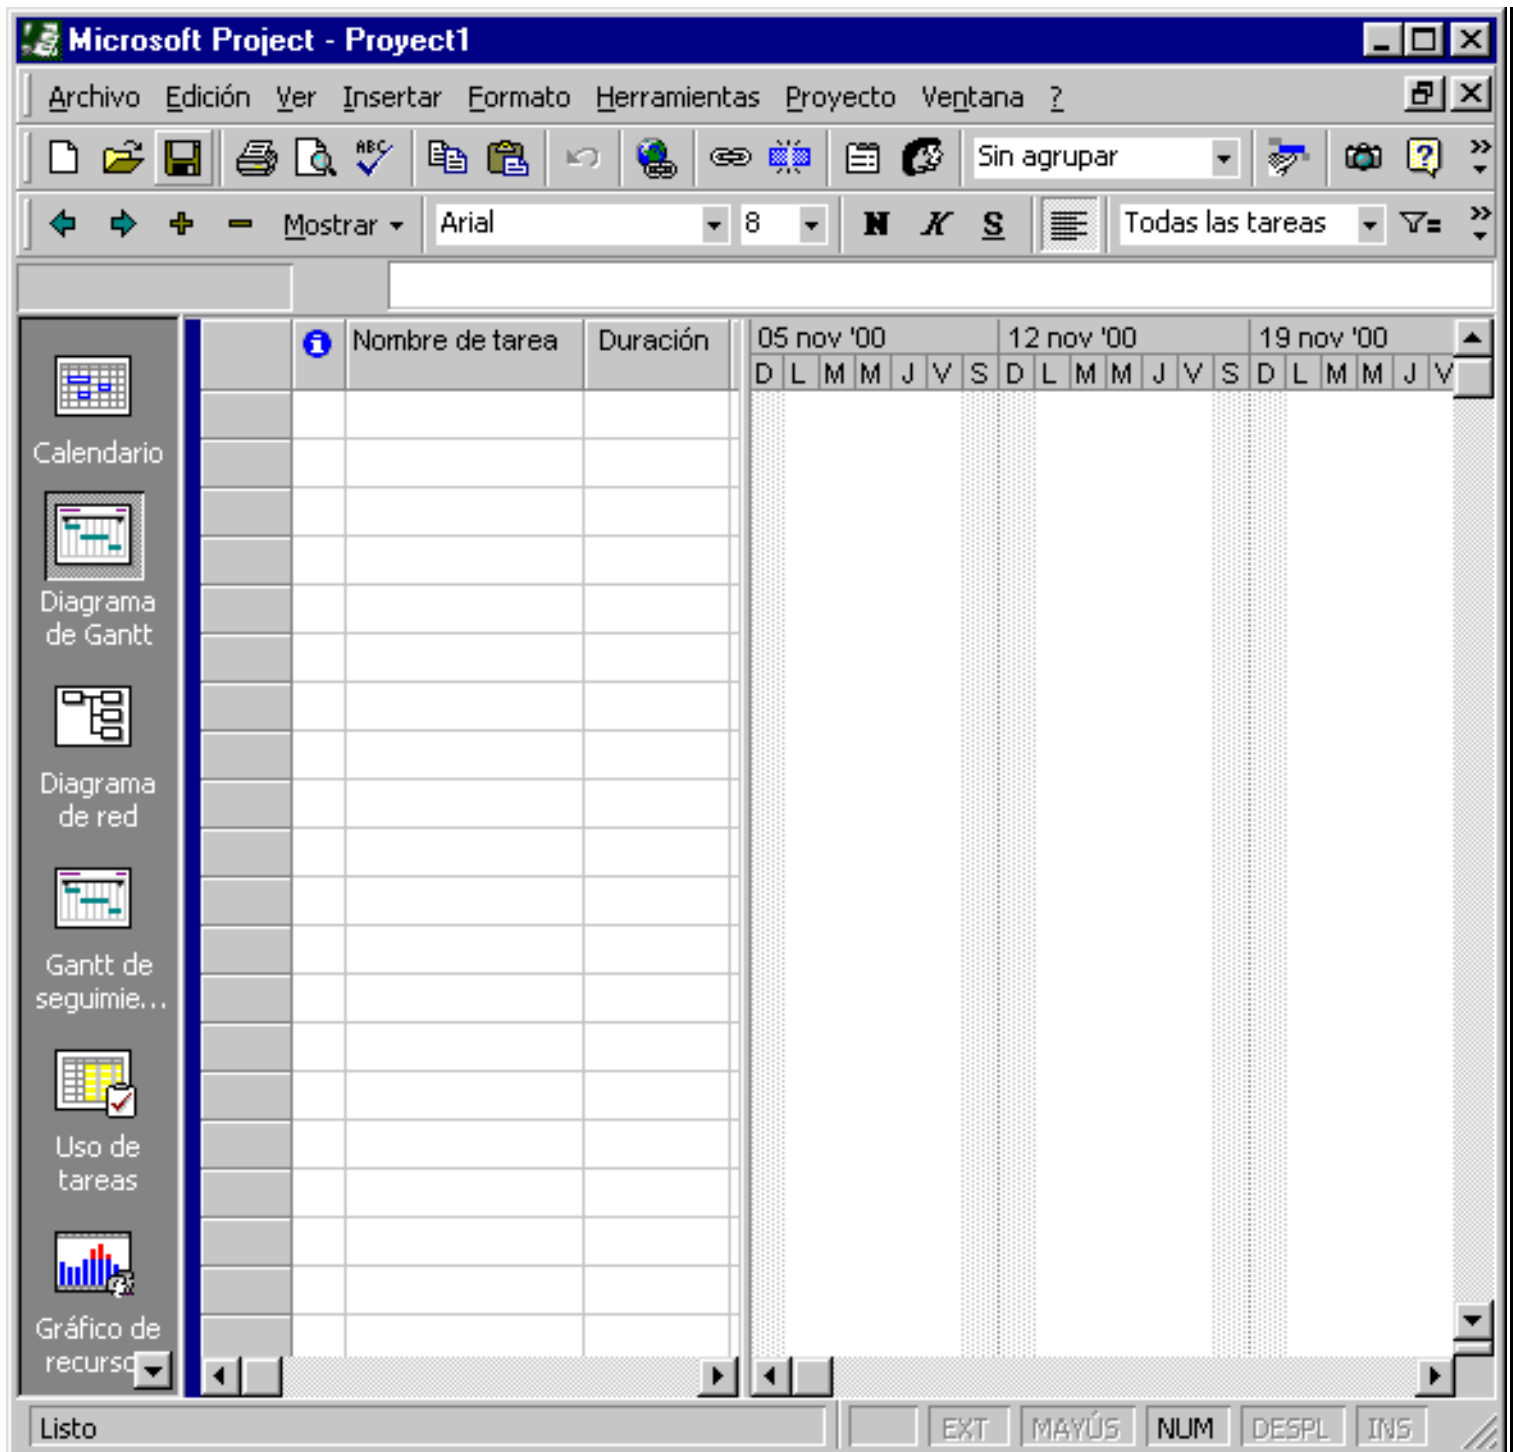 Microsoft Project - Proyect1
Archivo Edición Ver Insertar Formato Herramientas Proyecto Ventana ?
ABC Sin agrupar ?
Mostrar Arial 8 N K S Todas las tareas
Nombre de tarea Duración 05 nov '00 12 nov '00 19 nov '00
D L M M J V S D L M M J V S D L M M J V
Calendario
Diagrama
de Gantt
Diagrama
de red
Gantt de
seguimie...
Uso de
tareas
Gráfico de
recurso
Listo EXT MAYÚS NUM DESPL INS